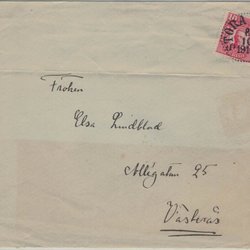 Fröken
Elsa Lindblad
Allégatan 25
Västerås